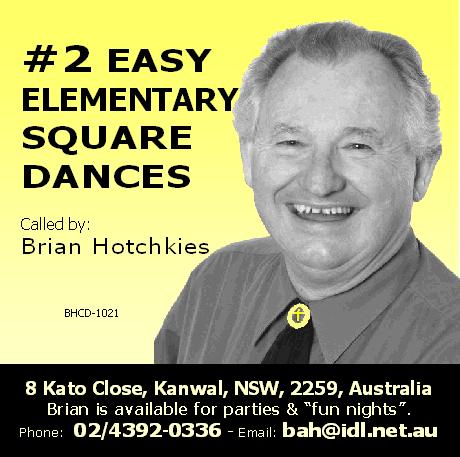 #2 EASY
ELEMENTARY
SQUARE
DANCES
Called by:
Brian Hotchkies
BHCD-1021
8 Kato Close, Kanwal, NSW, 2259, Australia
Brian is available for parties & “fun nights”.
Phone: 02/4392-0336 - Email: bah@idl.net.au